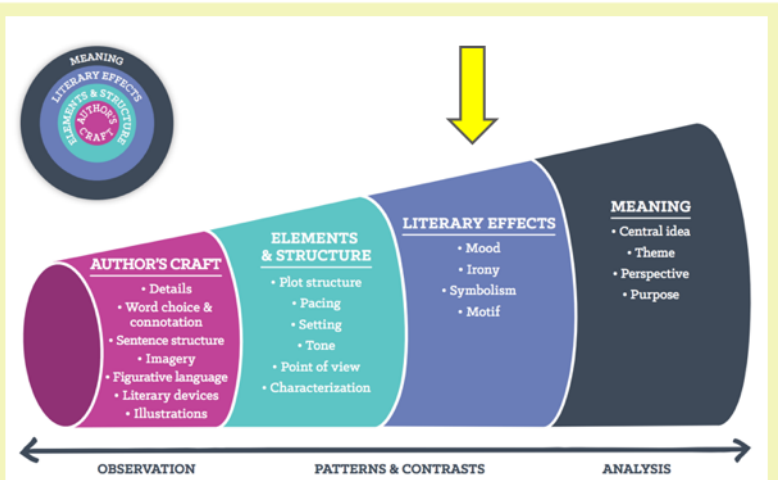 MEANING
LITERARY EFFECTS
ELEMENTS & STRUCTURE
AUTHOR'S
CRAFT
AUTHOR'S CRAFT
• Details
• Word choice &
connotation
• Sentence structure
• Imagery
• Figurative language
• Literary devices
• Illustrations
ELEMENTS
& STRUCTURE
• Plot structure
• Pacing
• Setting
• Tone
• Point of view
• Characterization
LITERARY EFFECTS
• Mood
• Irony
• Symbolism
• Motif
MEANING
• Central idea
• Theme
• Perspective
• Purpose
OBSERVATION
PATTERNS & CONTRASTS
ANALYSIS